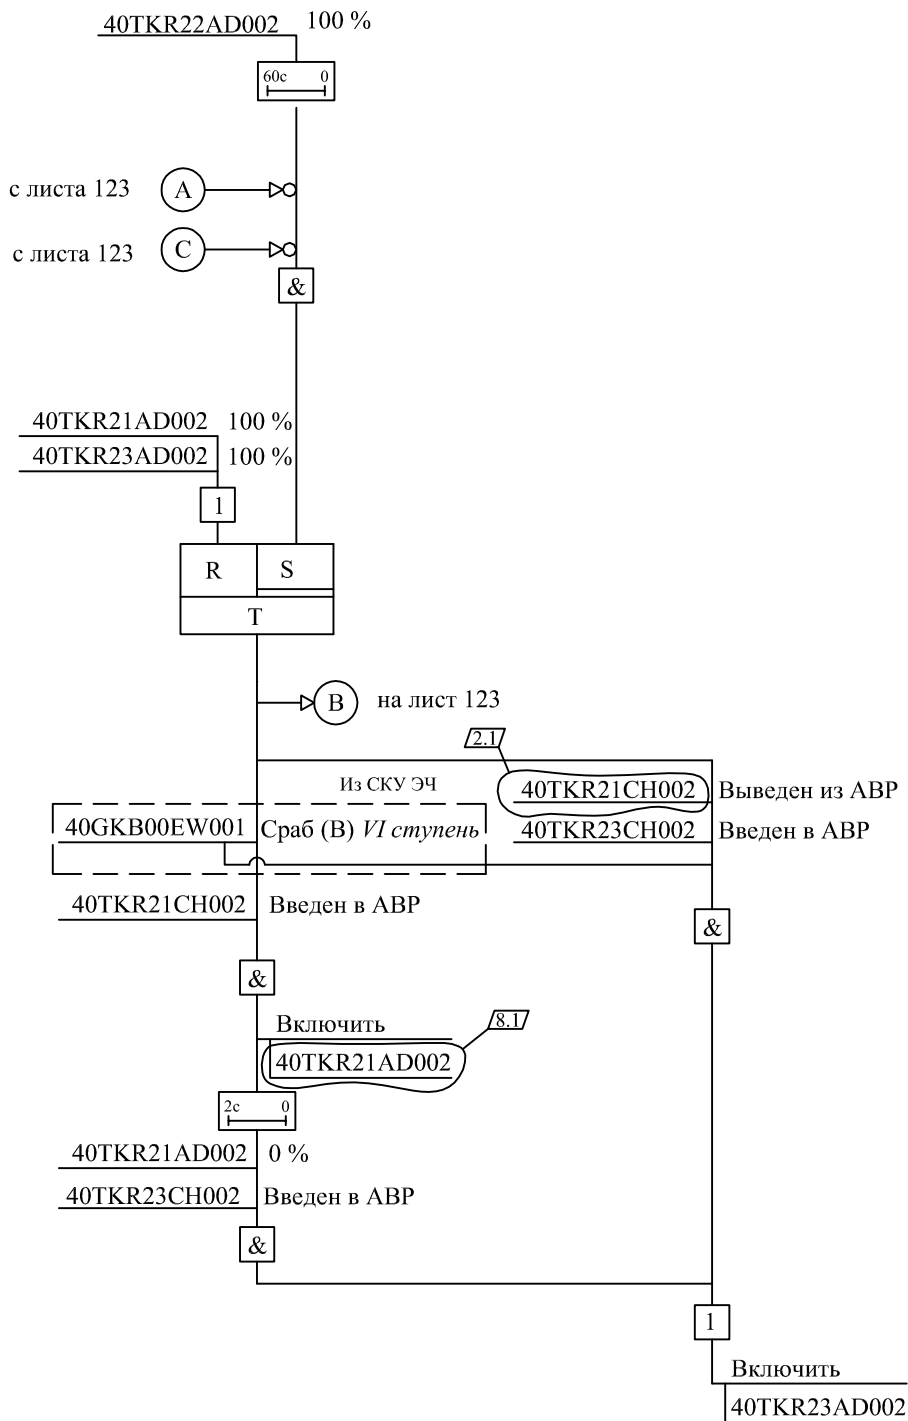 40TKR22AD002 100 %
60с 0
с листа 123 A
с листа 123 C
&
40TKR21AD002 100 %
40TKR23AD002 100 %
1
R S
T
B на лист 123
2.1
Из СКУ ЭЧ
40TKR21CH002 Выведен из АВР
40GKB00EW001 Сраб (В) VI ступень
40TKR23CH002 Введен в АВР
40TKR21CH002 Введен в АВР
&
&
Включить
8.1
40TKR21AD002
2с 0
40TKR21AD002 0 %
40TKR23CH002 Введен в АВР
&
1
Включить
40TKR23AD002